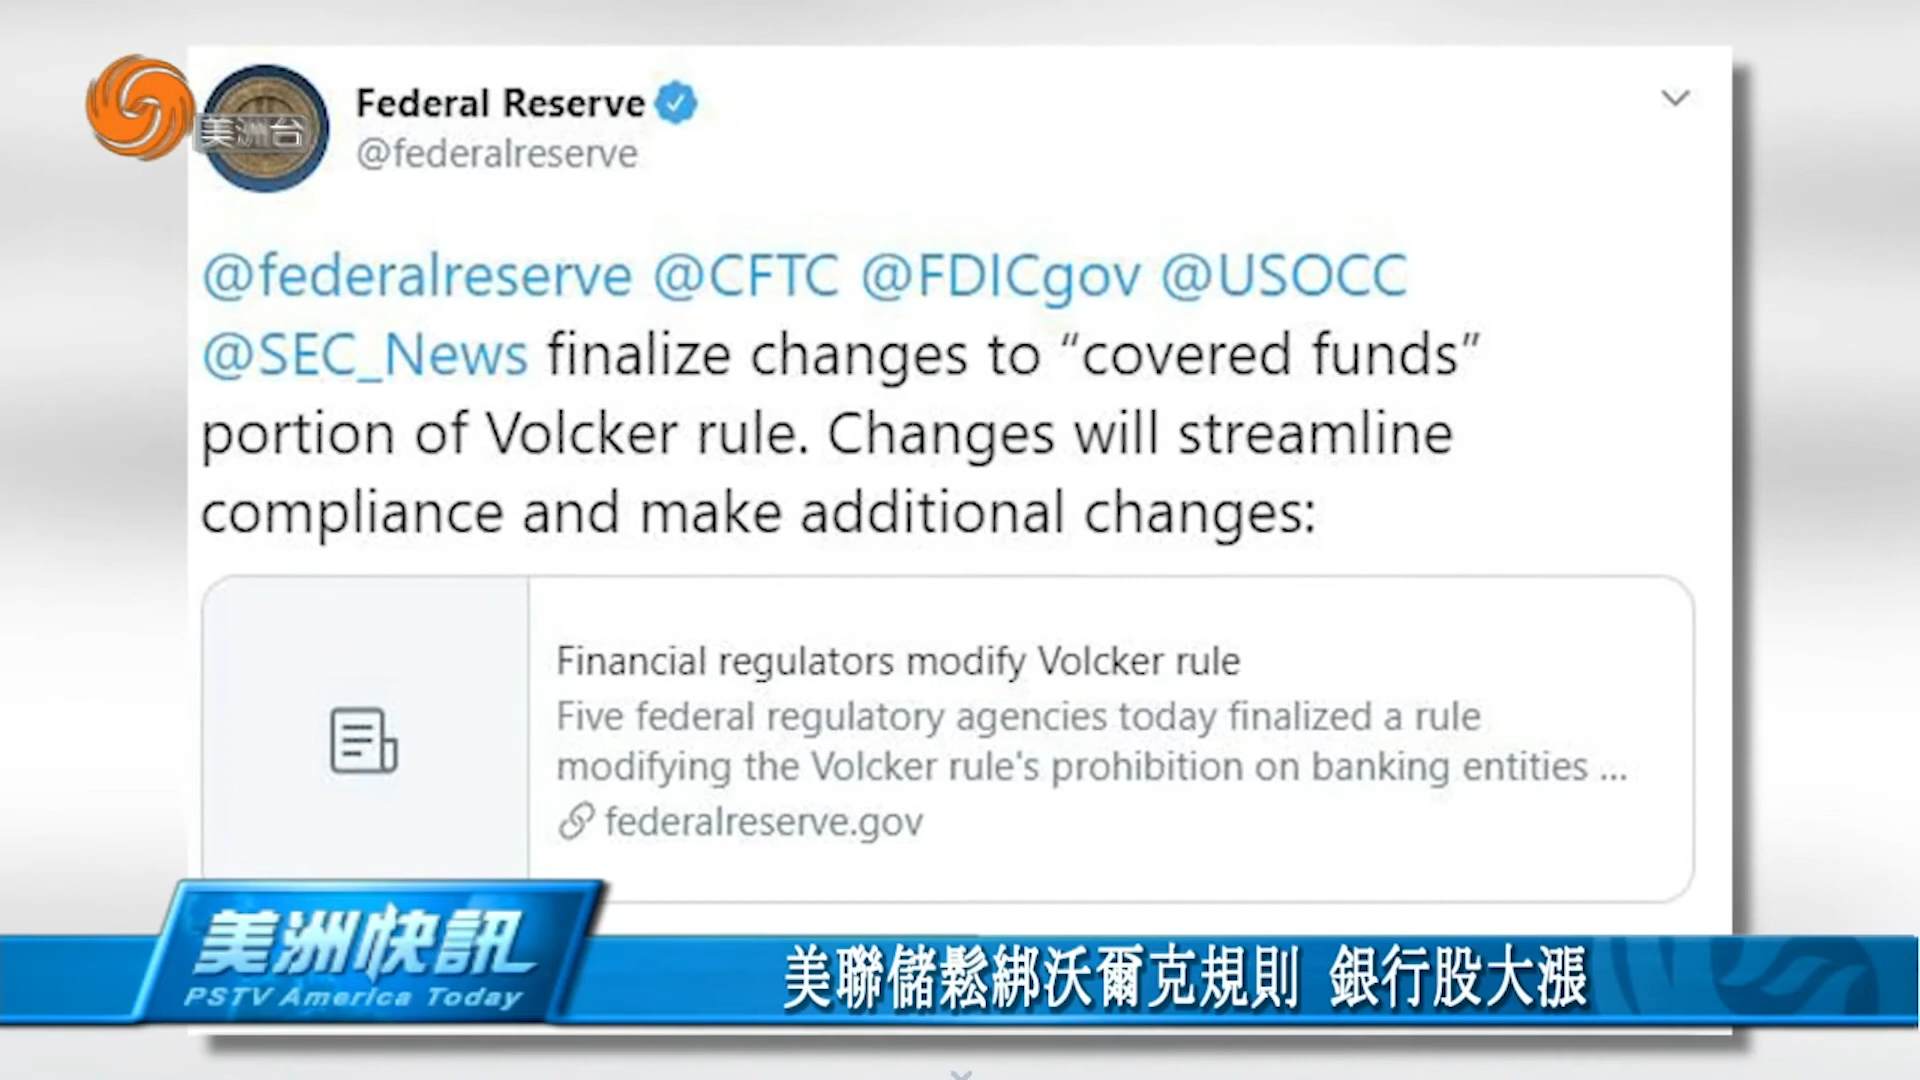 Federal Reserve
@federalreserve
美洲台
@federalreserve @CFTC @FDICgov @USOCC
@SEC_News finalize changes to “covered funds”
portion of Volcker rule. Changes will streamline
compliance and make additional changes:
Financial regulators modify Volcker rule
Five federal regulatory agencies today finalized a rule
modifying the Volcker rule's prohibition on banking entities ...
federalreserve.gov
美洲快訊
PSTV America Today
美聯儲鬆綁沃爾克規則 銀行股大漲